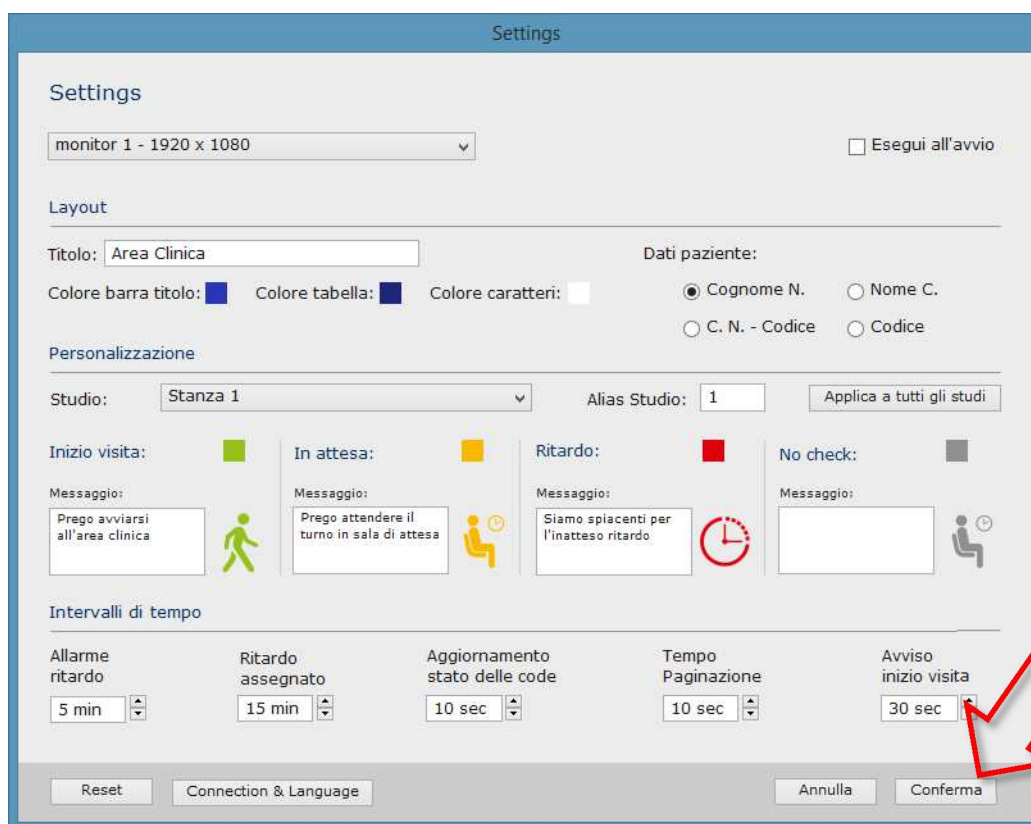 Settings
Settings
monitor 1 - 1920 x 1080
Esegui all'avvio
Layout
Titolo: Area Clinica
Dati paziente:
Colore barra titolo: Colore tabella: Colore caratteri:
Cognome N. Nome C.
C. N. - Codice Codice
Personalizzazione
Studio: Stanza 1 Alias Studio: 1 Applica a tutti gli studi
Inizio visita: In attesa: Ritardo: No check:
Messaggio: Messaggio: Messaggio: Messaggio:
Prego avviarsi
all'area clinica
Prego attendere il
turno in sala di attesa
Siamo spiacenti per
l'inatteso ritardo
Intervalli di tempo
Allarme
ritardo
Ritardo
assegnato
Aggiornamento
stato delle code
Tempo
Paginazione
Avviso
inizio visita
5 min 15 min 10 sec 10 sec 30 sec
Reset Connection & Language Annulla Conferma